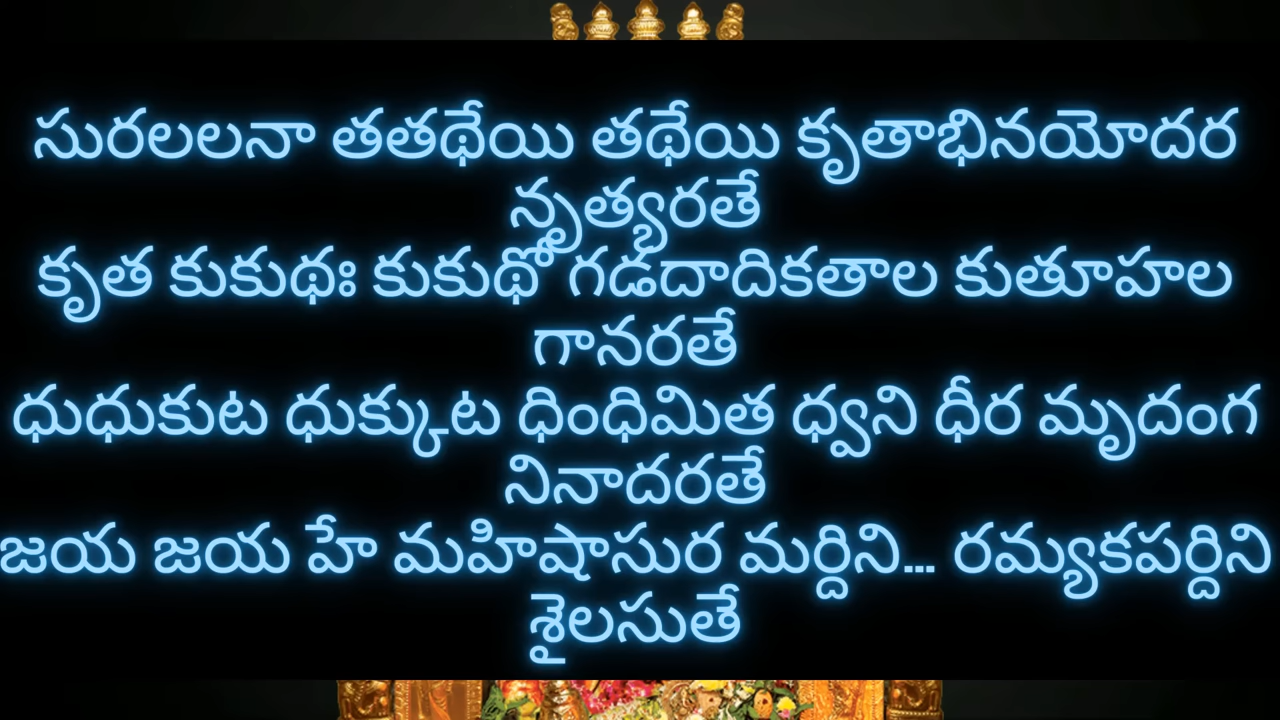 సురలలనా తతథేయి తథేయి కృతాభినయోదర
నృత్యరతే
కృత కుకుథః కుకుథో గడదాదికతాల కుతూహల
గానరతే
ధుధుకుట ధుక్కుట ధింధిమిత ధ్వని ధీర మృదంగ
నినాదరతే
జయ జయ హే మహిషాసుర మర్దిని... రమ్యకపర్దిని
శైలసుతే